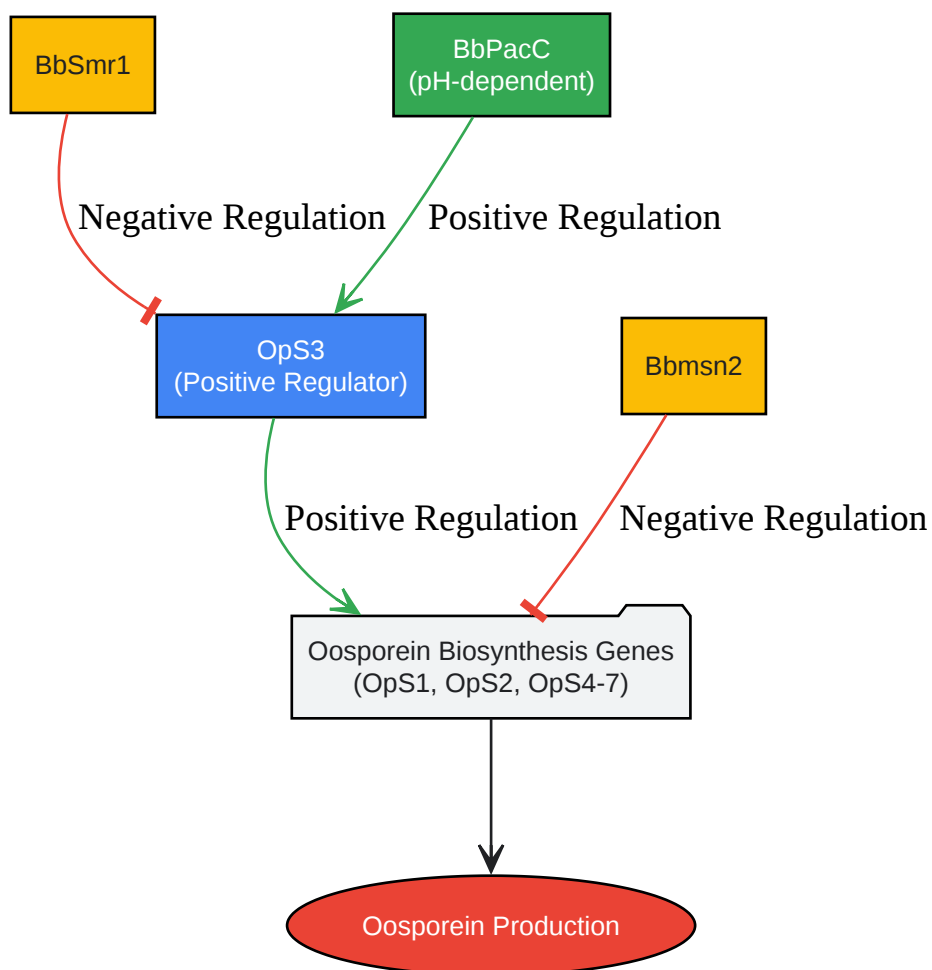 BbSmr1
BbPacC
(pH-dependent)
Negative Regulation
Positive Regulation
OpS3
(Positive Regulator)
Bbmsn2
Positive Regulation
Negative Regulation
Oosporein Biosynthesis Genes
(OpS1, OpS2, OpS4-7)
Oosporein Production